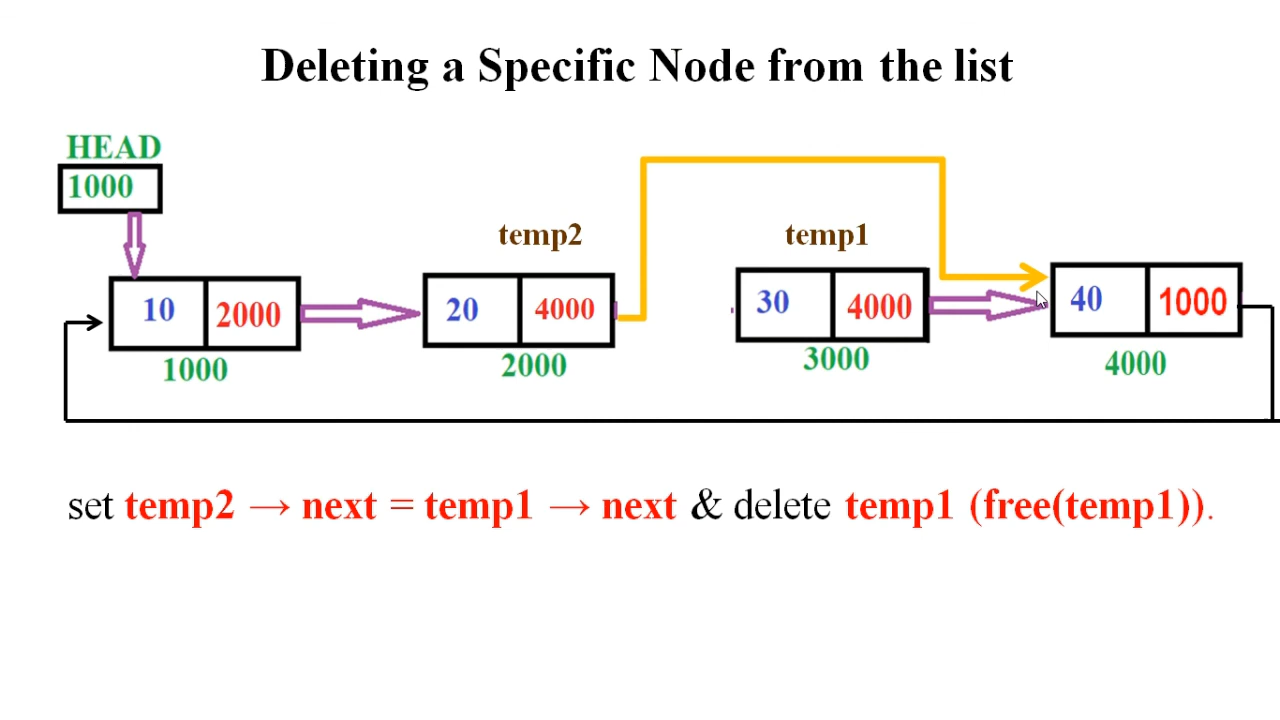 Deleting a Specific Node from the list
HEAD
1000
temp2
temp1
10 2000
20 4000
30 4000
40 1000
1000
2000
3000
4000
set temp2 → next = temp1 → next & delete temp1 (free(temp1)).